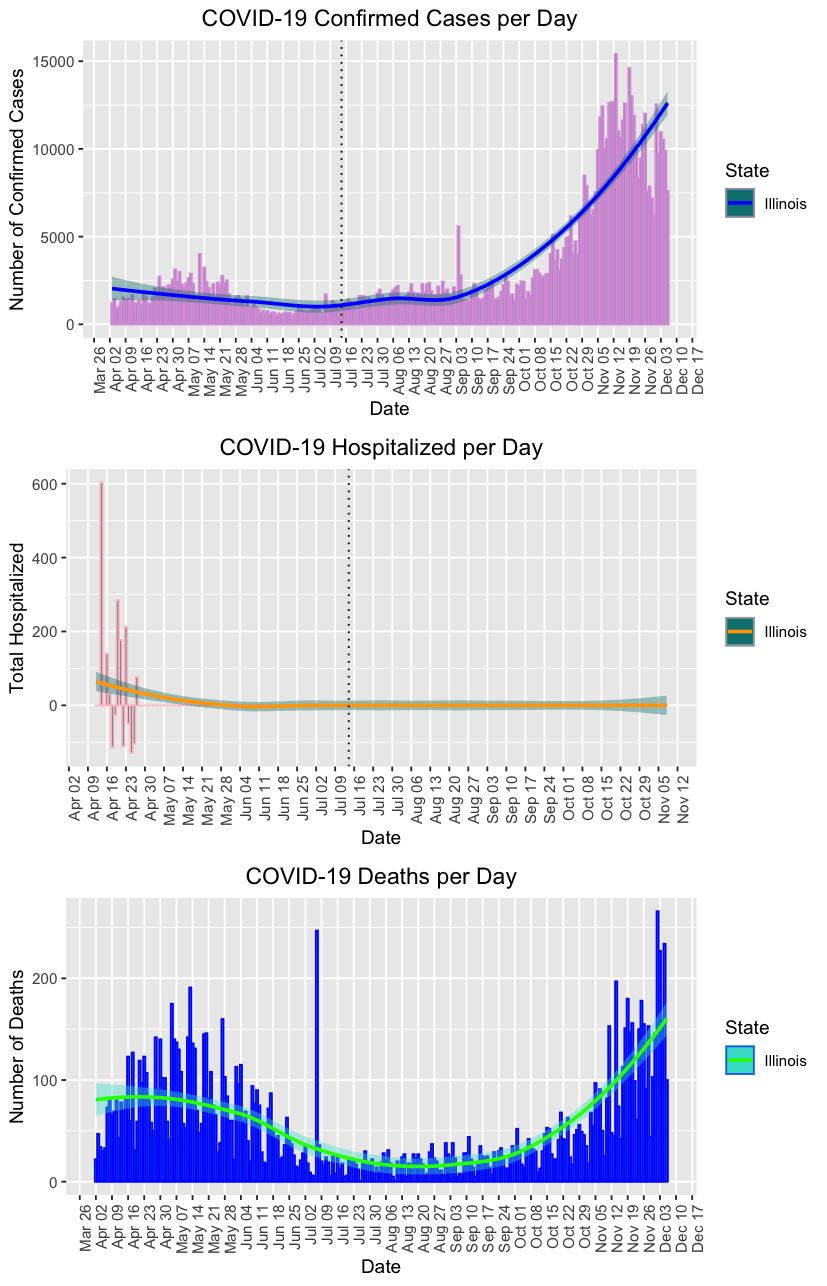 COVID-19 Confirmed Cases per Day
Number of Confirmed Cases
15000
10000
5000
0
Mar 26
Apr 02
Apr 09
Apr 16
Apr 23
Apr 30
May 07
May 14
May 21
May 28
Jun 04
Jun 11
Jun 18
Jun 25
Jul 02
Jul 09
Jul 16
Jul 23
Jul 30
Aug 06
Aug 13
Aug 20
Aug 27
Sep 03
Sep 10
Sep 17
Sep 24
Oct 01
Oct 08
Oct 15
Oct 22
Oct 29
Nov 05
Nov 12
Nov 19
Nov 26
Dec 03
Dec 10
Dec 17
Date
State
Illinois
COVID-19 Hospitalized per Day
Total Hospitalized
600
400
200
0
Apr 02
Apr 09
Apr 16
Apr 23
Apr 30
May 07
May 14
May 21
May 28
Jun 04
Jun 11
Jun 18
Jun 25
Jul 02
Jul 09
Jul 16
Jul 23
Jul 30
Aug 06
Aug 13
Aug 20
Aug 27
Sep 03
Sep 10
Sep 17
Sep 24
Oct 01
Oct 08
Oct 15
Oct 22
Oct 29
Nov 05
Nov 12
Date
State
Illinois
COVID-19 Deaths per Day
Number of Deaths
200
100
0
Mar 26
Apr 02
Apr 09
Apr 16
Apr 23
Apr 30
May 07
May 14
May 21
May 28
Jun 04
Jun 11
Jun 18
Jun 25
Jul 02
Jul 09
Jul 16
Jul 23
Jul 30
Aug 06
Aug 13
Aug 20
Aug 27
Sep 03
Sep 10
Sep 17
Sep 24
Oct 01
Oct 08
Oct 15
Oct 22
Oct 29
Nov 05
Nov 12
Nov 19
Nov 26
Dec 03
Dec 10
Dec 17
Date
State
Illinois